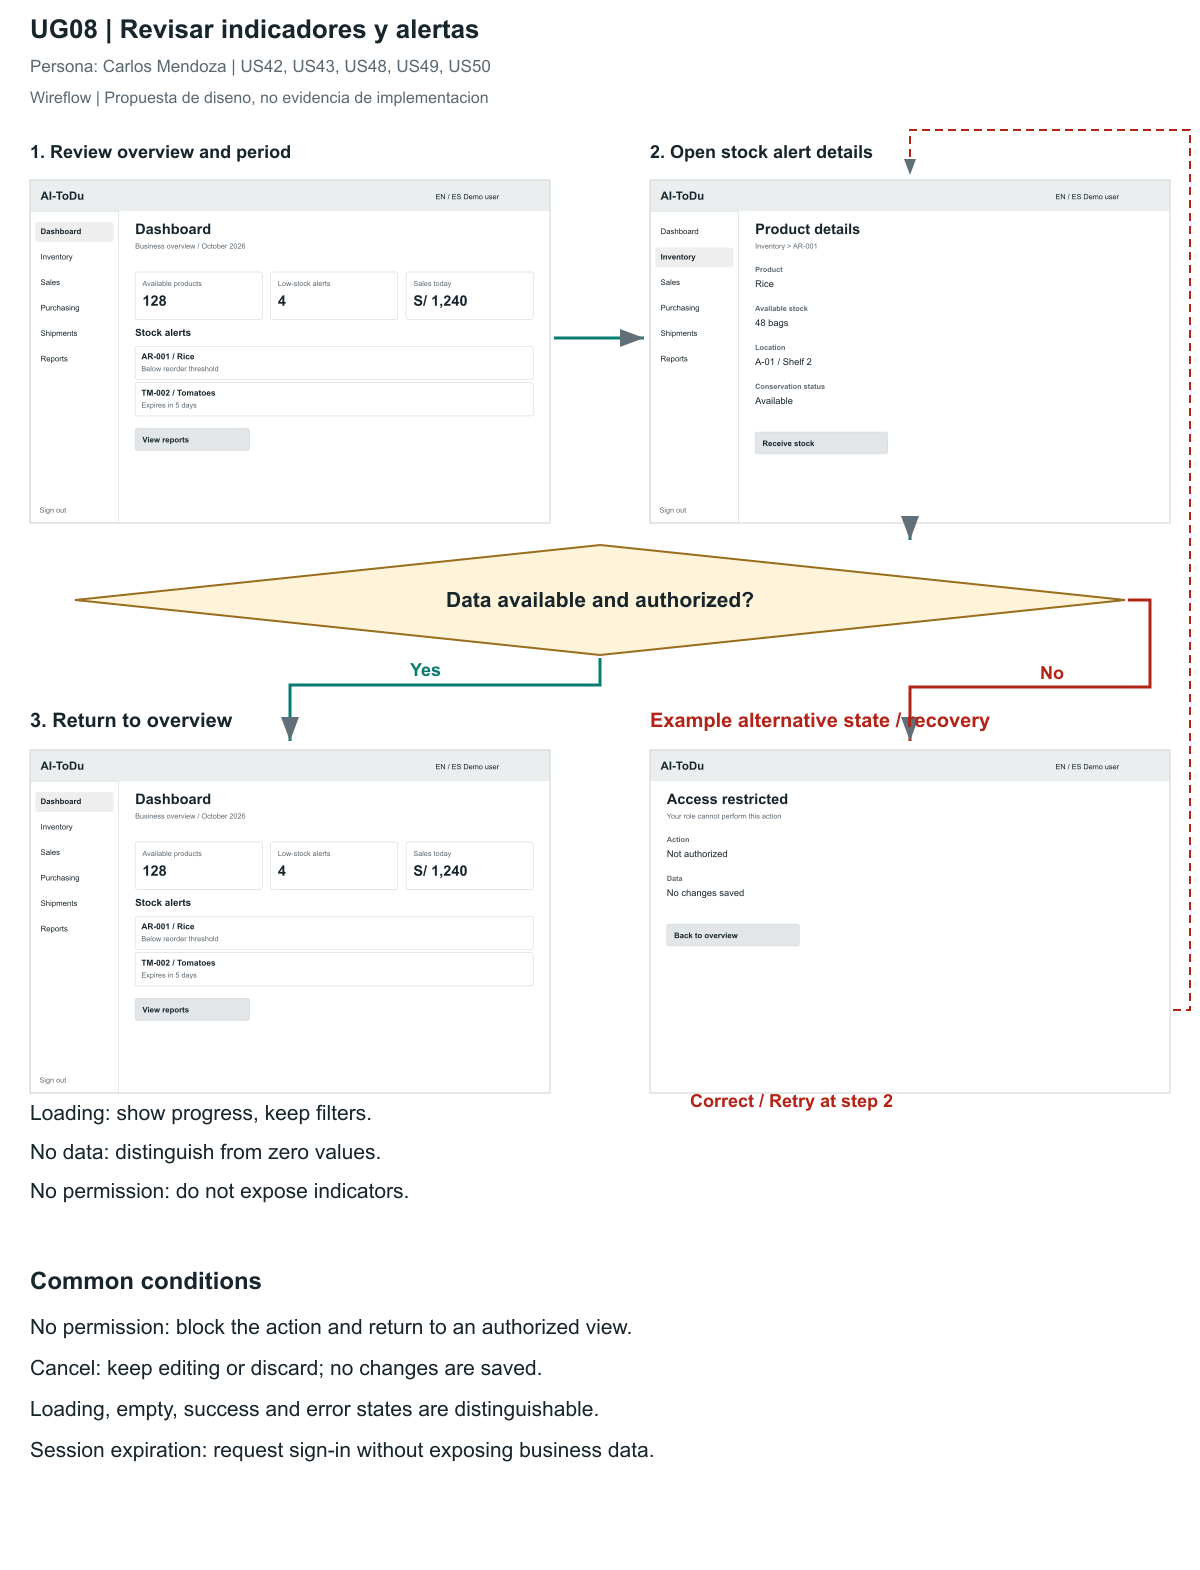 UG08 | Revisar indicadores y alertas
Persona: Carlos Mendoza | US42, US43, US48, US49, US50
Wireflow | Propuesta de diseno, no evidencia de implementacion
1. Review overview and period
AI-ToDu
EN / ES Demo user
Dashboard
Inventory
Sales
Purchasing
Shipments
Reports
Sign out
Dashboard
Business overview / October 2026
Available products
128
Low-stock alerts
4
Sales today
S/ 1,240
Stock alerts
AR-001 / Rice
Below reorder threshold
TM-002 / Tomatoes
Expires in 5 days
View reports
2. Open stock alert details
AI-ToDu
EN / ES Demo user
Dashboard
Inventory
Sales
Purchasing
Shipments
Reports
Sign out
Product details
Inventory > AR-001
Product
Rice
Available stock
48 bags
Location
A-01 / Shelf 2
Conservation status
Available
Receive stock
Data available and authorized?
Yes
No
3. Return to overview
AI-ToDu
EN / ES Demo user
Dashboard
Inventory
Sales
Purchasing
Shipments
Reports
Sign out
Dashboard
Business overview / October 2026
Available products
128
Low-stock alerts
4
Sales today
S/ 1,240
Stock alerts
AR-001 / Rice
Below reorder threshold
TM-002 / Tomatoes
Expires in 5 days
View reports
Example alternative state / recovery
AI-ToDu
EN / ES Demo user
Access restricted
Your role cannot perform this action
Action
Not authorized
Data
No changes saved
Back to overview
Correct / Retry at step 2
Loading: show progress, keep filters.
No data: distinguish from zero values.
No permission: do not expose indicators.
Common conditions
No permission: block the action and return to an authorized view.
Cancel: keep editing or discard; no changes are saved.
Loading, empty, success and error states are distinguishable.
Session expiration: request sign-in without exposing business data.